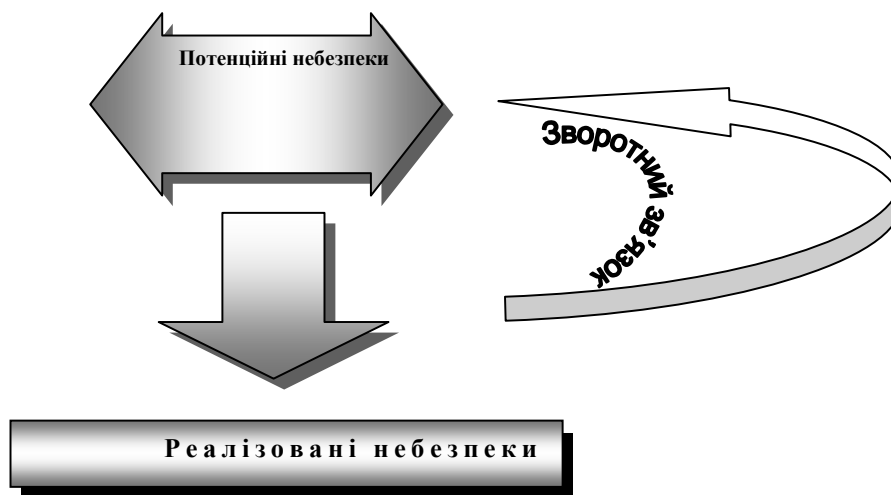 Потенційні небезпеки
Зворотний зв'язок
Реалізовані небезпеки